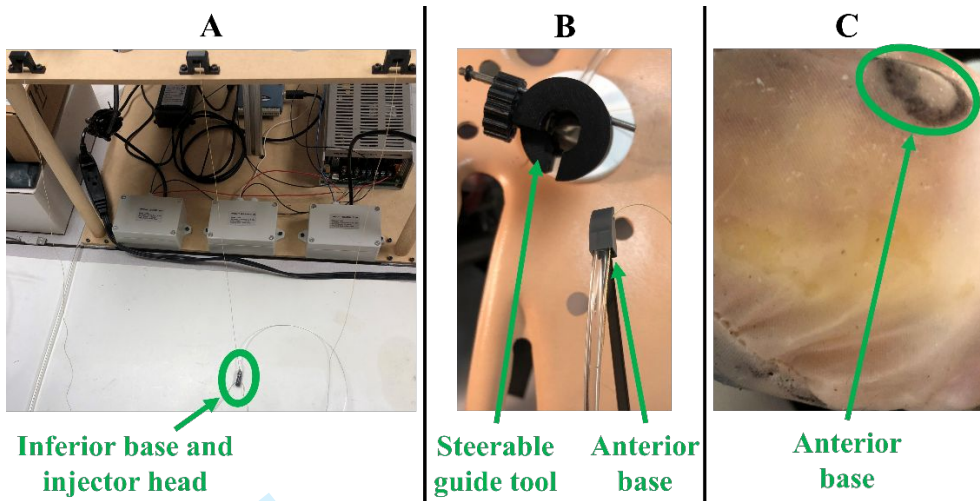 A
B
C
Inferior base and
injector head
Steerable
guide tool
Anterior
base
Anterior
base